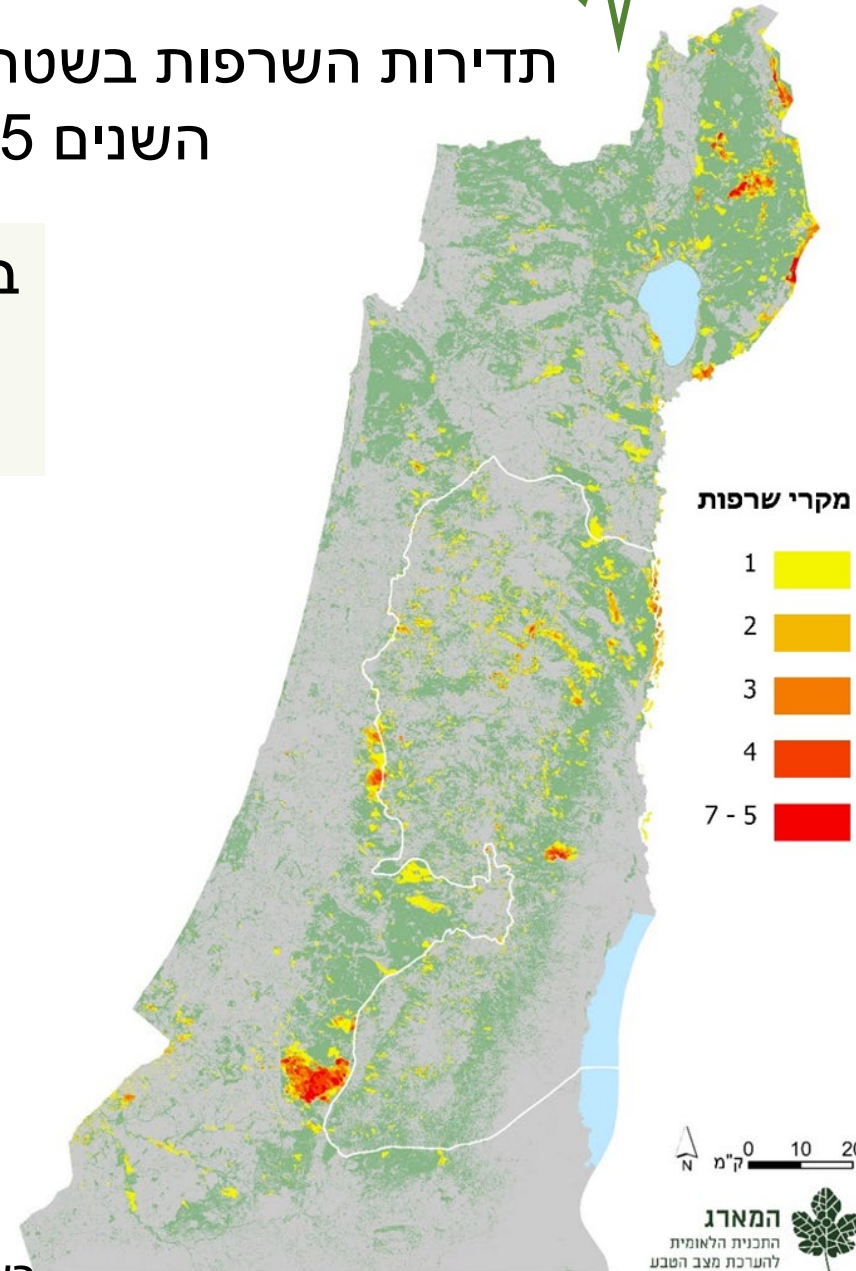 תדירות השרפות בשטר
השנים 5
מקרי שרפות
1
2
3
4
7 - 5
N
0 10 20
ק"מ
המארג
התכנית הלאומית
להערכת מצב הטבע